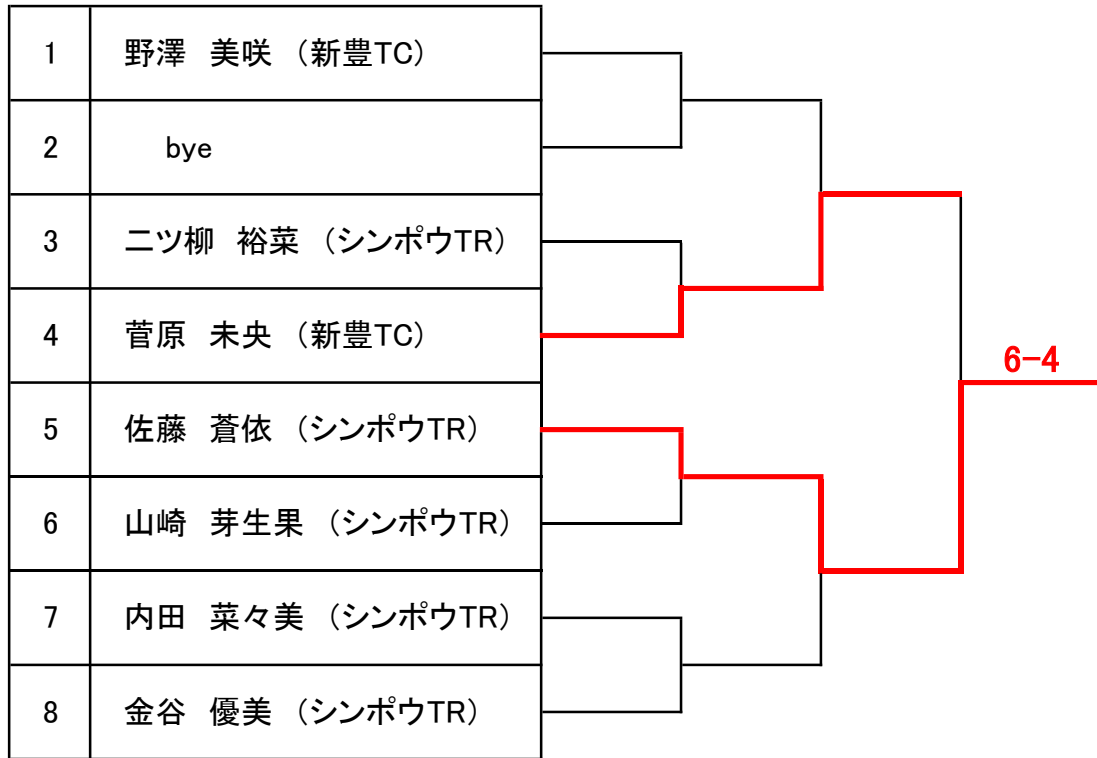 1 野澤 美咲 （新豊TC）
2 bye
3 二ツ柳 裕菜 （シンポウTR）
4 菅原 未央 （新豊TC）
6-4
5 佐藤 蒼依 （シンポウTR）
6 山崎 芽生果 （シンポウTR）
7 内田 菜々美 （シンポウTR）
8 金谷 優美 （シンポウTR）